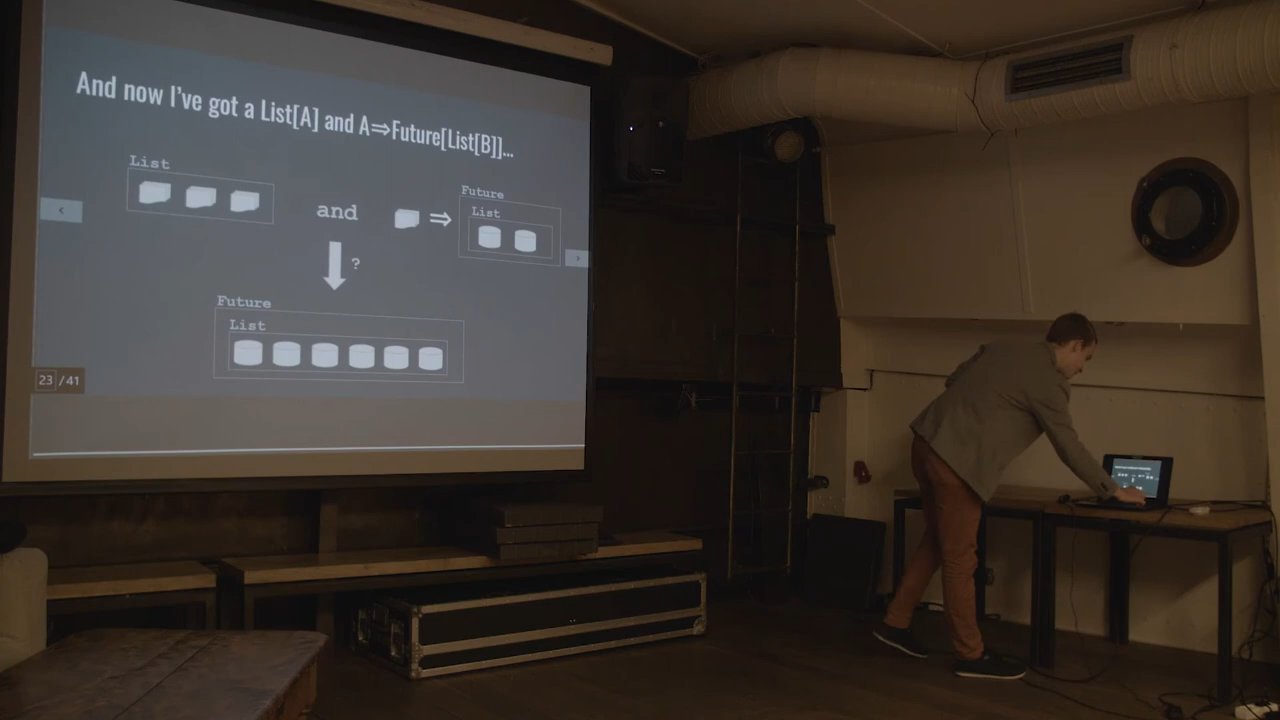 And now I've got a List[A] and A⇒Future[List[B]]...
List
and
⇒
Future
List
?
Future
List
23 /41